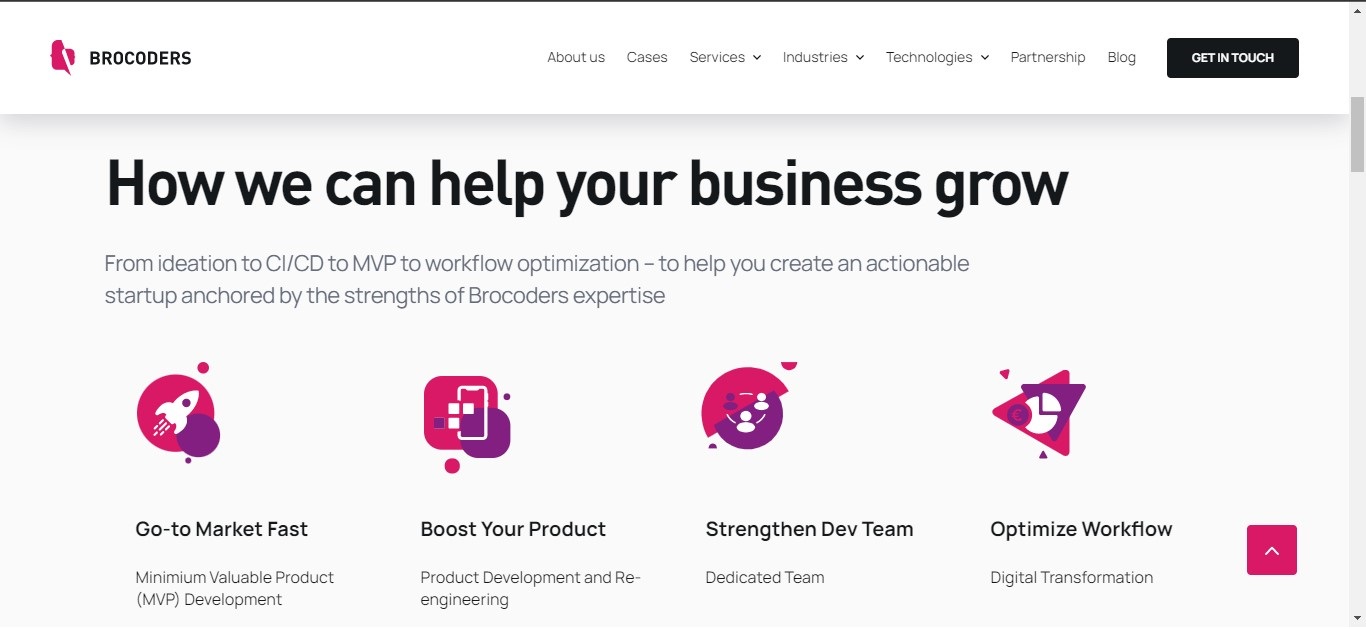 BROCODERS
About us Cases Services Industries Technologies Partnership Blog GET IN TOUCH
How we can help your business grow
From ideation to CI/CD to MVP to workflow optimization – to help you create an actionable
startup anchored by the strengths of Brocoders expertise
€
Go-to Market Fast
Minimium Valuable Product
(MVP) Development
Boost Your Product
Product Development and Re-
engineering
Strengthen Dev Team
Dedicated Team
Optimize Workflow
Digital Transformation